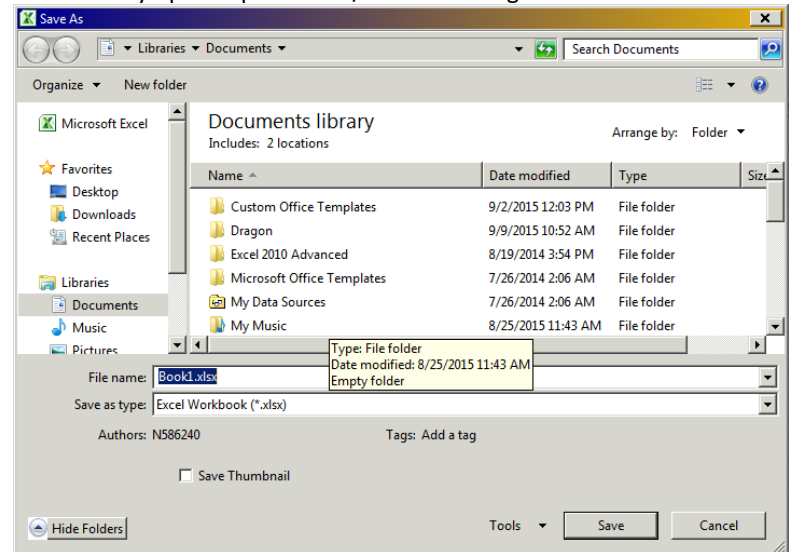 Save As
Libraries Documents Search Documents
Organize New folder
Microsoft Excel
Favorites
Desktop
Downloads
Recent Places
Libraries
Documents
Music
Pictures
Documents library
Includes: 2 locations
Arrange by: Folder
Name Date modified Type Size
Custom Office Templates 9/2/2015 12:03 PM File folder
Dragon 9/9/2015 10:52 AM File folder
Excel 2010 Advanced 8/19/2014 3:54 PM File folder
Microsoft Office Templates 7/26/2014 2:06 AM File folder
My Data Sources 7/26/2014 2:06 AM File folder
My Music 8/25/2015 11:43 AM File folder
Type: File folder
Date modified: 8/25/2015 11:43 AM
Empty folder
File name: Book1.xlsx
Save as type: Excel Workbook (*.xlsx)
Authors: N586240 Tags: Add a tag
Save Thumbnail
Hide Folders Tools Save Cancel